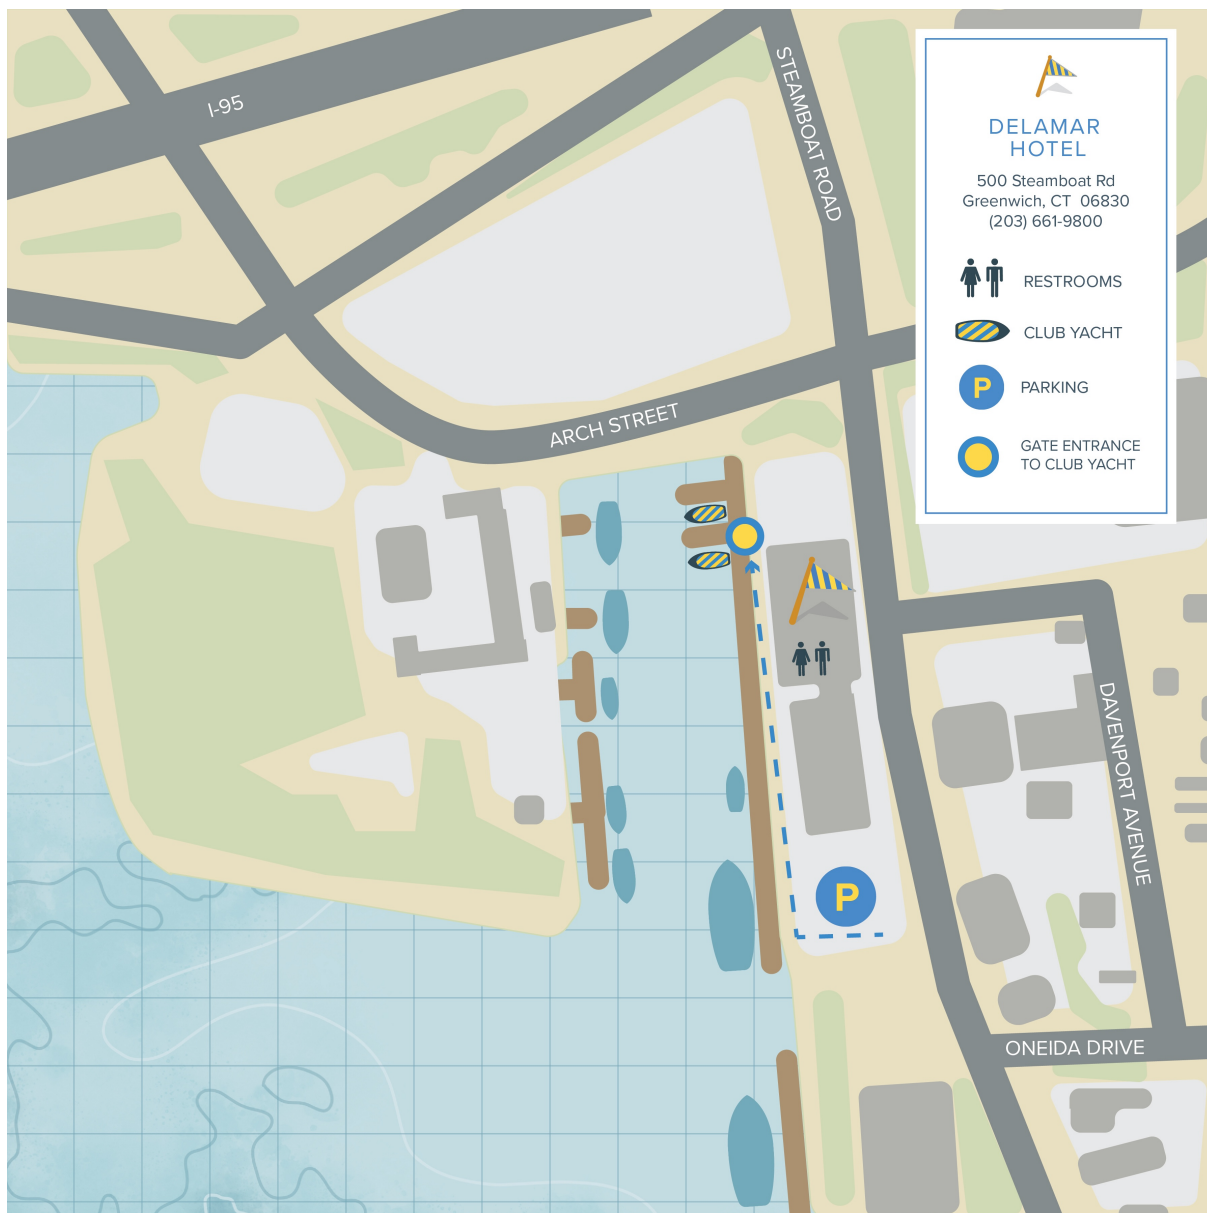 I-95
STEAMBOAT ROAD
ARCH STREET
DELAMAR
HOTEL
500 Steamboat Rd
Greenwich, CT 06830
(203) 661-9800
RESTROOMS
CLUB YACHT
P
PARKING
GATE ENTRANCE
TO CLUB YACHT
DAVENPORT AVENUE
P
ONEIDA DRIVE